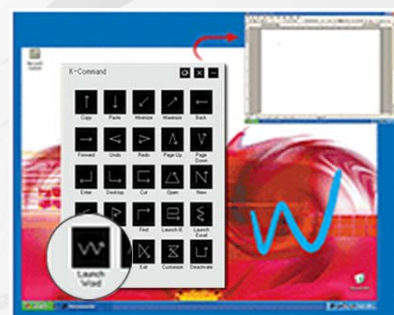 K-Command
Copy Paste Minimize Maximize Back
Forward Undo Redo Page Up Page Down
Enter Desktop Cut Open New
Find Launch IE Launch Excel
Launch Word Exit Customize Deactivate
W